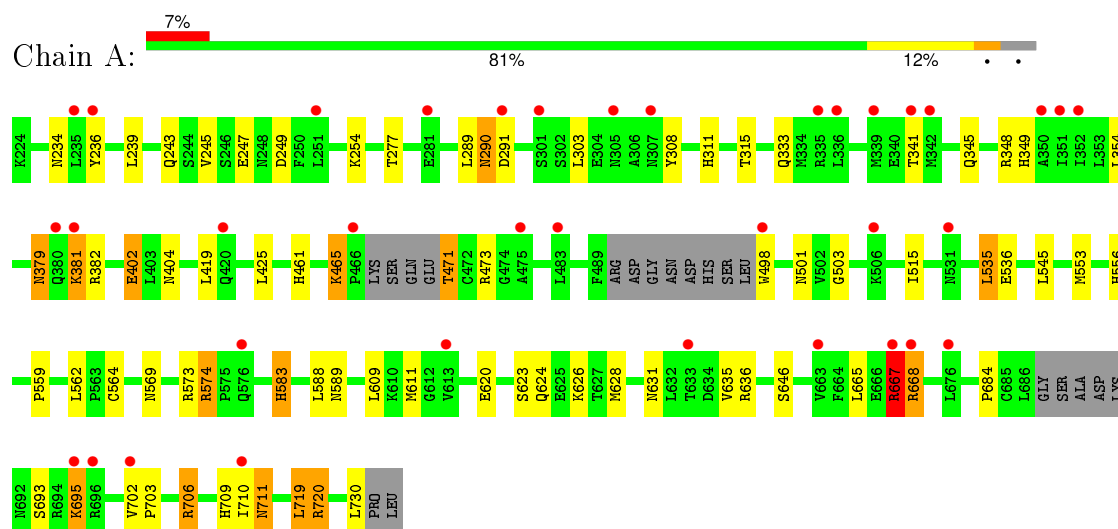 7%
Chain A:
81% 12% • •
K224 N234 L235 Y236 L239 Q243 S244 V245 S246 E247 N248 D249 F250 L251 K254 T277 E281 L289 N290 D291 S301 S302 L303 E304 N305 A306 N307 Y308 H311 T315 Q333 M334 R335 L336 M339 E340 T341 M342 Q345 R348 H349 A350 I351 I352 L353 L354
N379 Q380 K381 R382 E402 L403 N404 L419 Q420 L425 H461 K465 P466 LYS SER GLN GLU T471 C472 R473 G474 A475 L483 F489 ARG ASP GLY ASN ASP HIS SER LEU W498 N501 V502 G503 K506 I515 N531 L535 E536 L545 M553 H556
P559 L562 P563 C564 N569 R573 R574 P575 Q576 H583 L588 N589 L609 K610 M611 G612 V613 E620 S623 Q624 E625 K626 T627 M628 N631 L632 T633 D634 V635 R636 S646 V663 F664 L665 E666 R667 R668 L676 P684 C685 L686 GLY SER ALA ASP LYS
N692 S693 R694 K695 R696 V702 P703 R706 H709 I710 N711 L719 R720 L730 PRO LEU